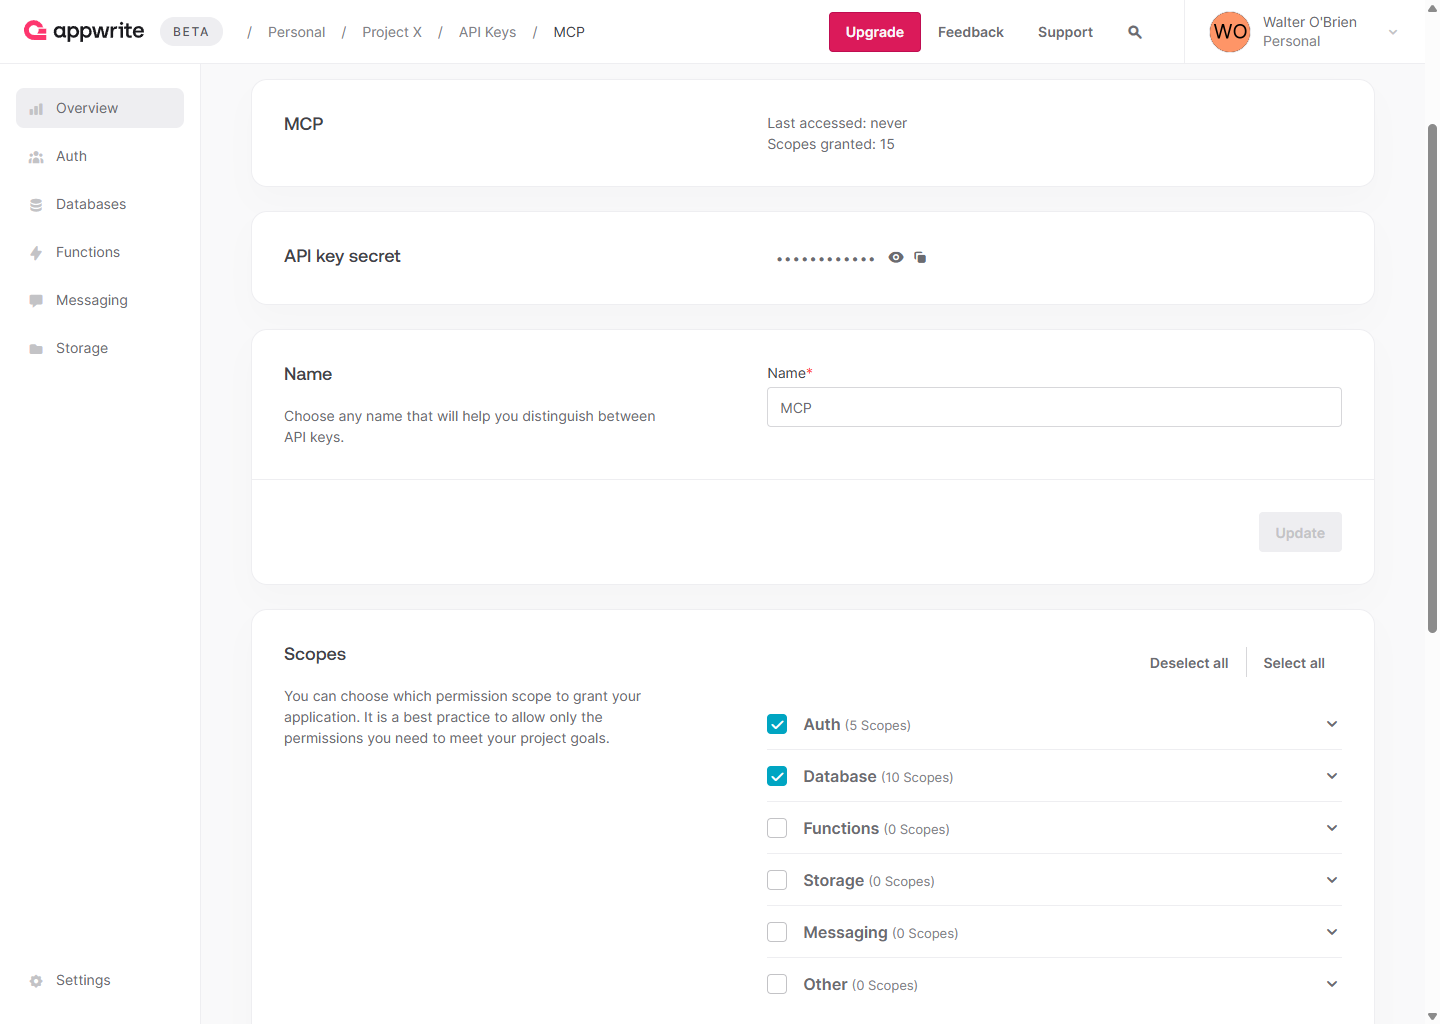 appwrite BETA / Personal / Project X / API Keys / MCP Upgrade Feedback Support WO Walter O'Brien
Personal
Overview
Auth
Databases
Functions
Messaging
Storage
Settings
MCP
Last accessed: never
Scopes granted: 15
API key secret
••••••••••••
Name
Choose any name that will help you distinguish between
API keys.
Name*
MCP
Update
Scopes
You can choose which permission scope to grant your
application. It is a best practice to allow only the
permissions you need to meet your project goals.
Deselect all Select all
Auth (5 Scopes)
Database (10 Scopes)
Functions (0 Scopes)
Storage (0 Scopes)
Messaging (0 Scopes)
Other (0 Scopes)